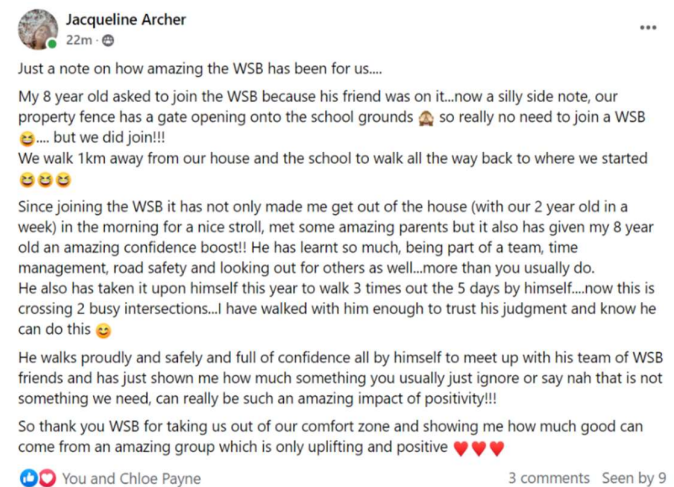 Jacqueline Archer
22m ·
Just a note on how amazing the WSB has been for us....
My 8 year old asked to join the WSB because his friend was on it...now a silly side note, our
property fence has a gate opening onto the school grounds 🙈 so really no need to join a WSB
😆.... but we did join!!!
We walk 1km away from our house and the school to walk all the way back to where we started
😆😆😆
Since joining the WSB it has not only made me get out of the house (with our 2 year old in a
week) in the morning for a nice stroll, met some amazing parents but it also has given my 8 year
old an amazing confidence boost!! He has learnt so much, being part of a team, time
management, road safety and looking out for others as well...more than you usually do.
He also has taken it upon himself this year to walk 3 times out the 5 days by himself....now this is
crossing 2 busy intersections...I have walked with him enough to trust his judgment and know he
can do this 😊
He walks proudly and safely and full of confidence all by himself to meet up with his team of WSB
friends and has just shown me how much something you usually just ignore or say nah that is not
something we need, can really be such an amazing impact of positivity!!!
So thank you WSB for taking us out of our comfort zone and showing me how much good can
come from an amazing group which is only uplifting and positive ❤️❤️❤️
You and Chloe Payne 3 comments Seen by 9